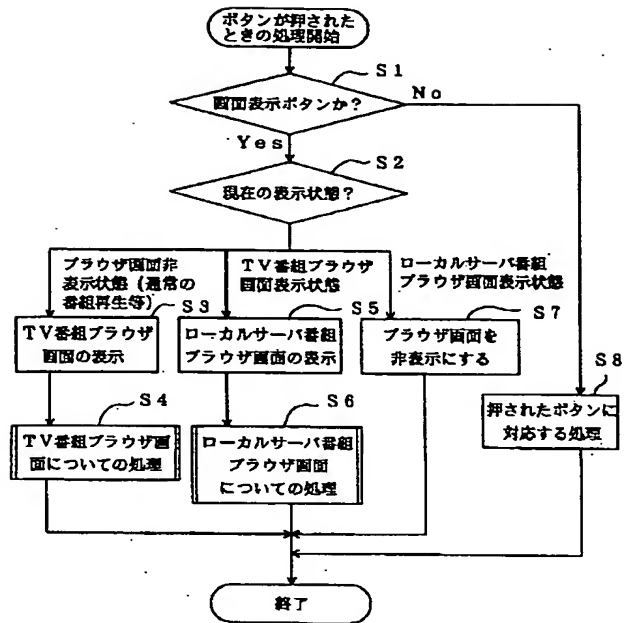 ボタンが押された
ときの処理開始
S1
画面表示ボタンか?
No
Yes
S2
現在の表示状態?
ブラウザ画面非
表示状態(通常の
番組再生等)
TV番組ブラウザ
画面表示状態
ローカルサーバ番組
ブラウザ画面表示状態
S3
TV番組ブラウザ
画面の表示
S5
ローカルサーバ番組
ブラウザ画面の表示
S7
ブラウザ画面を
非表示にする
S8
押されたボタンに
対応する処理
S4
TV番組ブラウザ画
面についての処理
S6
ローカルサーバ番組
ブラウザ画面
についての処理
終了